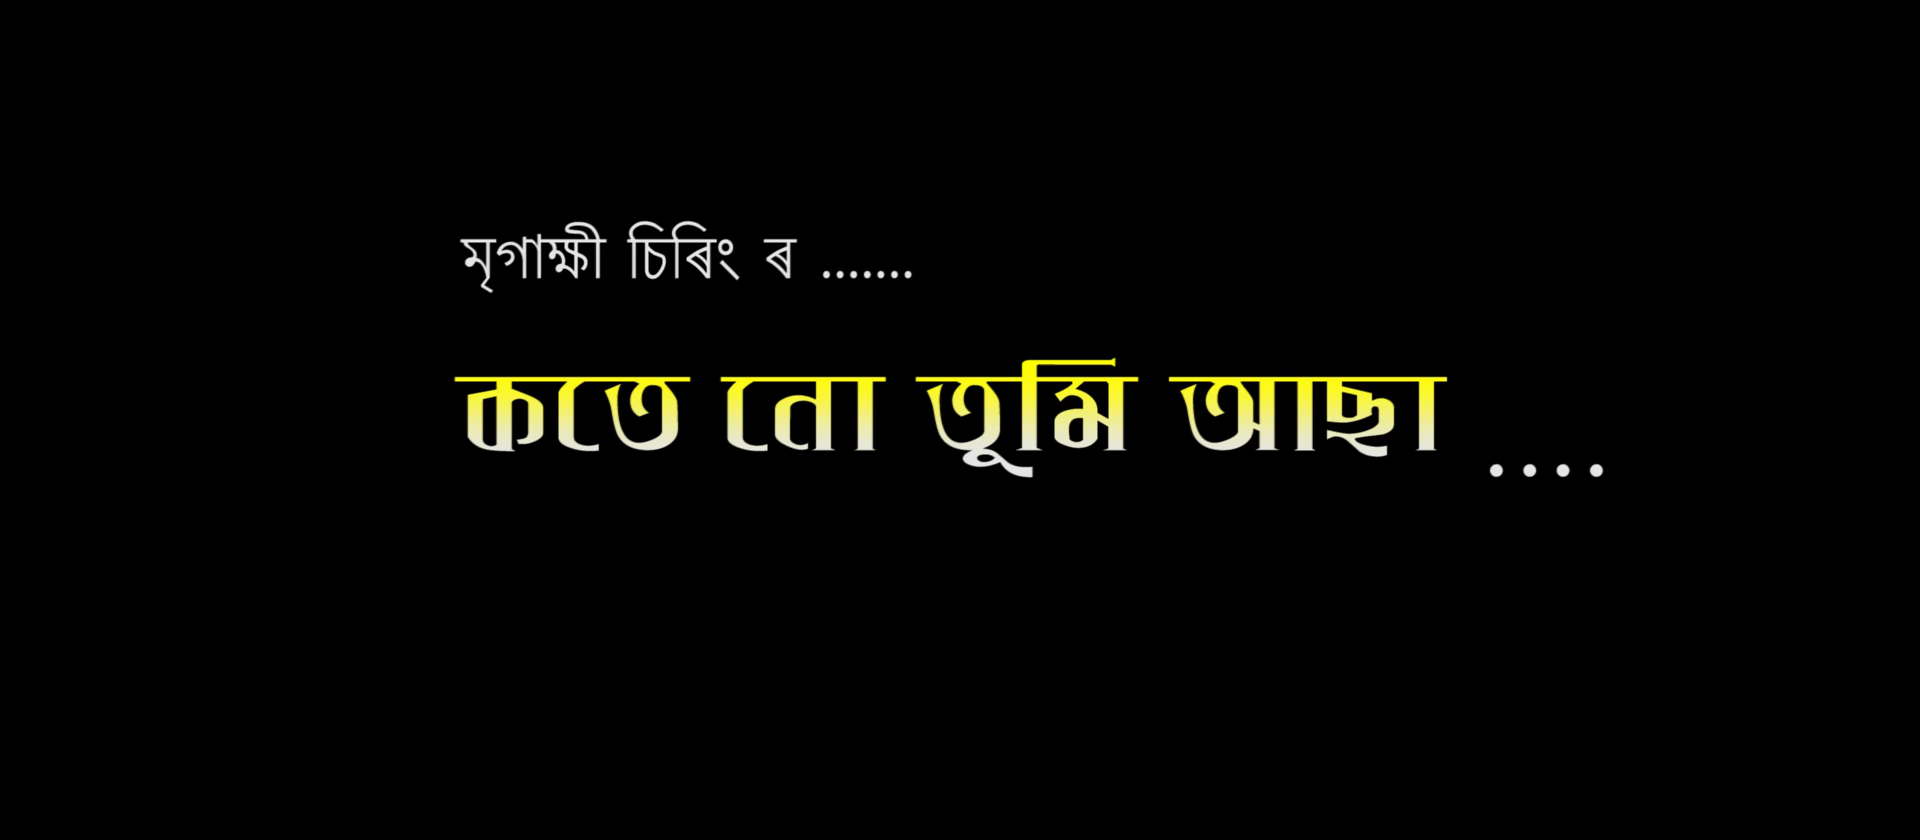 মৃগাক্ষী চিৰিং ৰ .......
কতে নো তুমি আছা ....